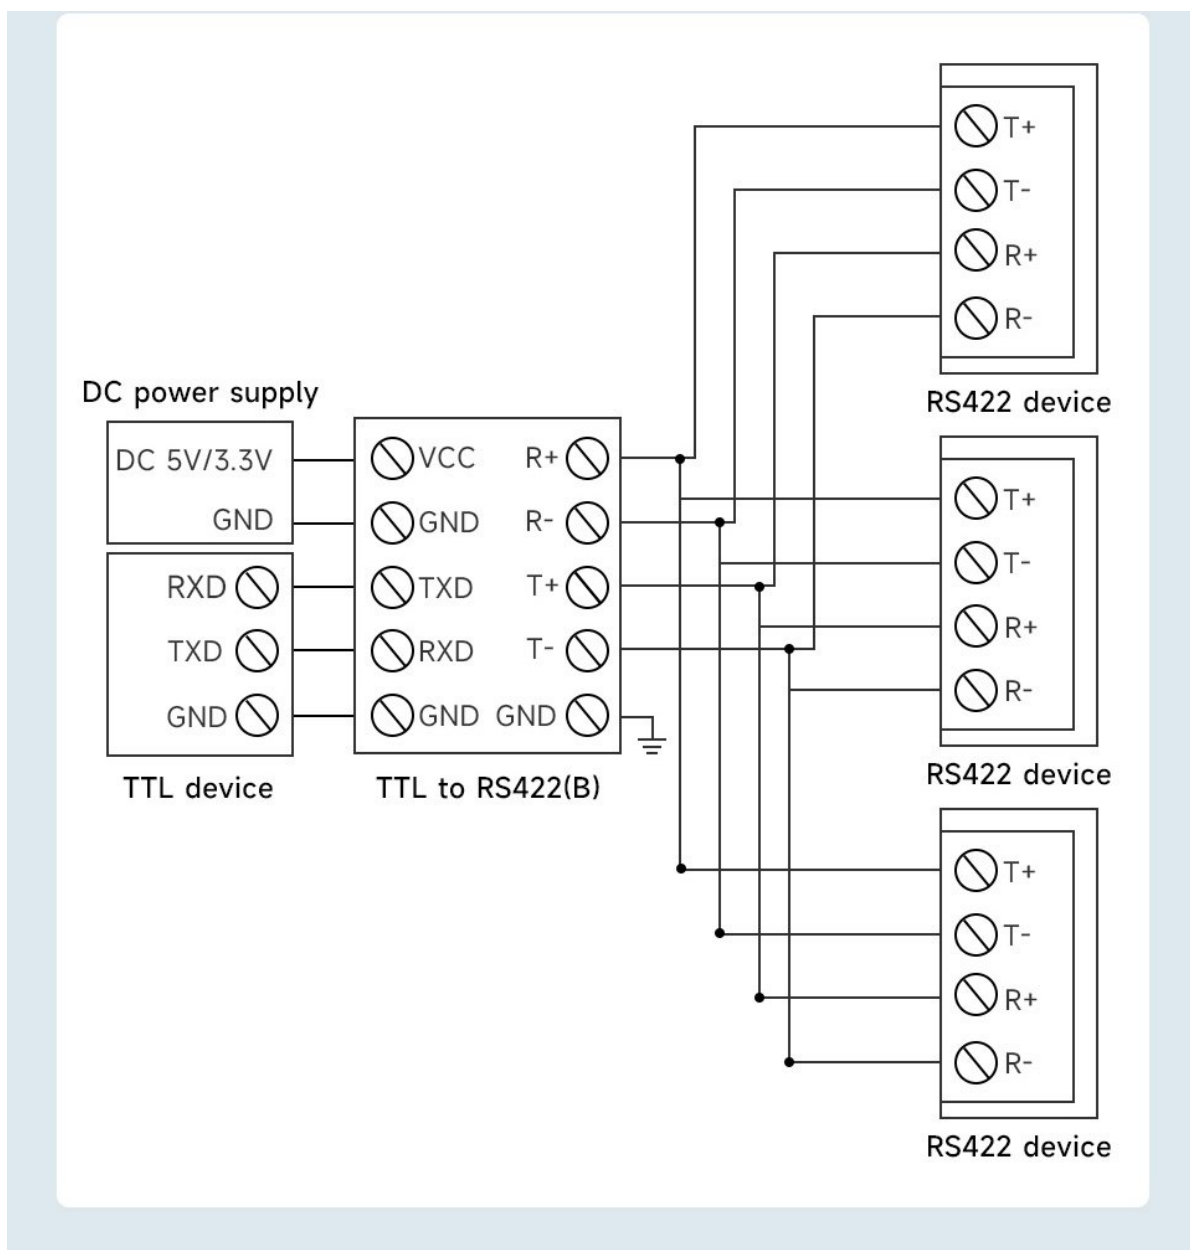 T+
T-
R+
R-
RS422 device
DC power supply
DC 5V/3.3V
GND
RXD
TXD
GND
TTL device
VCC R+
GND R-
TXD T+
RXD T-
GND GND
TTL to RS422(B)
T+
T-
R+
R-
RS422 device
T+
T-
R+
R-
RS422 device